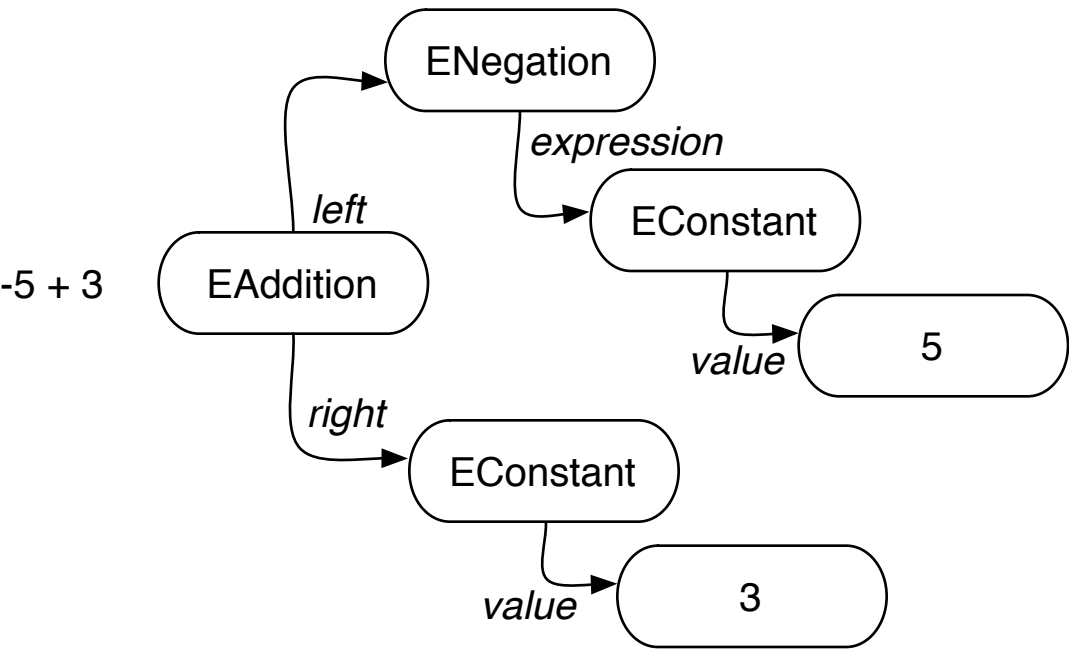 ENegation
expression
left
EConstant
-5 + 3
EAddition
value
5
right
EConstant
value
3